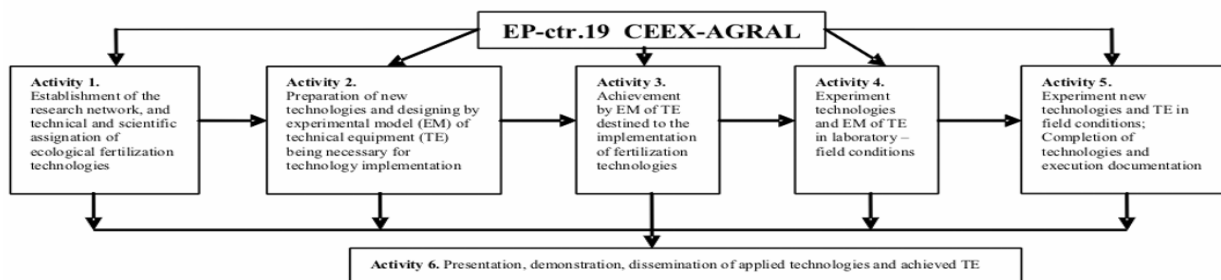 EP-ctr.19 CEEX-AGRAL
Activity 1.
Establishment of the
research network, and
technical and scientific
assignation of
ecological fertilization
technologies
Activity 2.
Preparation of new
technologies and designing by
experimental model (EM) of
technical equipment (TE)
being necessary for
technology implementation
Activity 3.
Achievement
by EM of TE
destined to the
implementation
of fertilization
technologies
Activity 4.
Experiment
technologies
and EM of TE
in laboratory –
field conditions
Activity 5.
Experiment new
technologies and TE in
field conditions;
Completion of
technologies and
execution documentation
Activity 6. Presentation, demonstration, dissemination of applied technologies and achieved TE